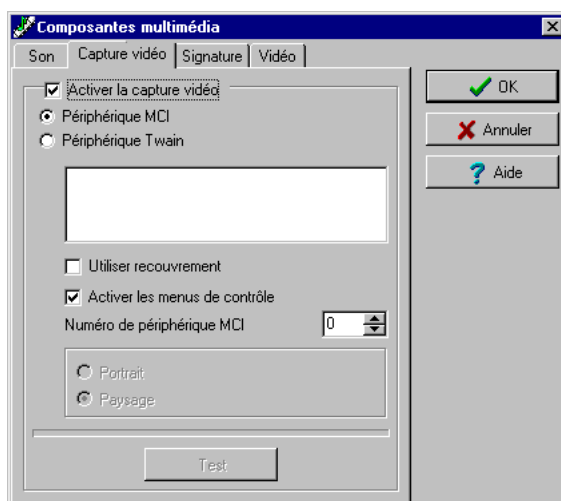 Composantes multimédia
Son Capture vidéo Signature Vidéo
Activer la capture vidéo
OK
Périphérique MCI
Annuler
Périphérique Twain
Aide
Utiliser recouvrement
Activer les menus de contrôle
Numéro de périphérique MCI 0
Portrait
Paysage
Test